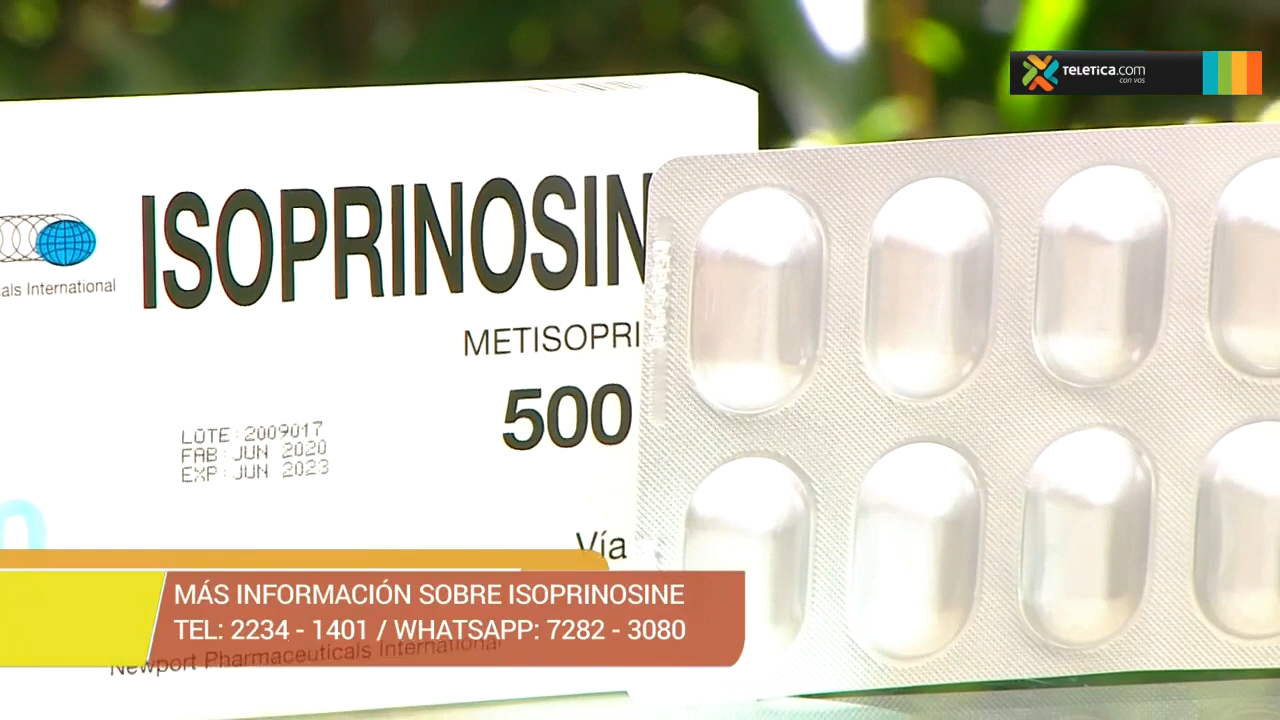 TELETICA.COM
con vos
als International
ISOPRINOSIN
METISOPRI
500
LOTE:2009017
FAB:JUN 2020
EXP:JUN 2023
Vía
MÁS INFORMACIÓN SOBRE ISOPRINOSINE
TEL: 2234 - 1401 / WHATSAPP: 7282 - 3080
Newport Pharmaceuticals International